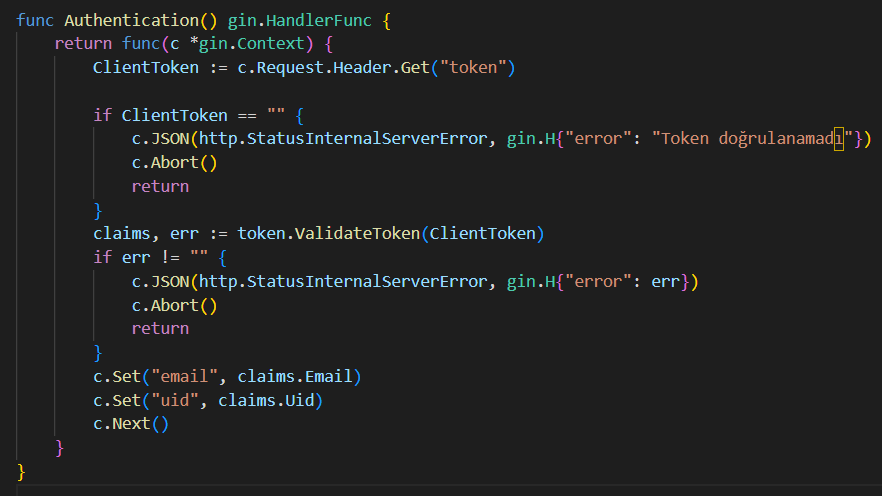 func Authentication() gin.HandlerFunc {
    return func(c *gin.Context) {
        ClientToken := c.Request.Header.Get("token")

        if ClientToken == "" {
            c.JSON(http.StatusInternalServerError, gin.H{"error": "Token doğrulanamadı"})
            c.Abort()
            return
        }
        claims, err := token.ValidateToken(ClientToken)
        if err != "" {
            c.JSON(http.StatusInternalServerError, gin.H{"error": err})
            c.Abort()
            return
        }
        c.Set("email", claims.Email)
        c.Set("uid", claims.Uid)
        c.Next()
    }
}